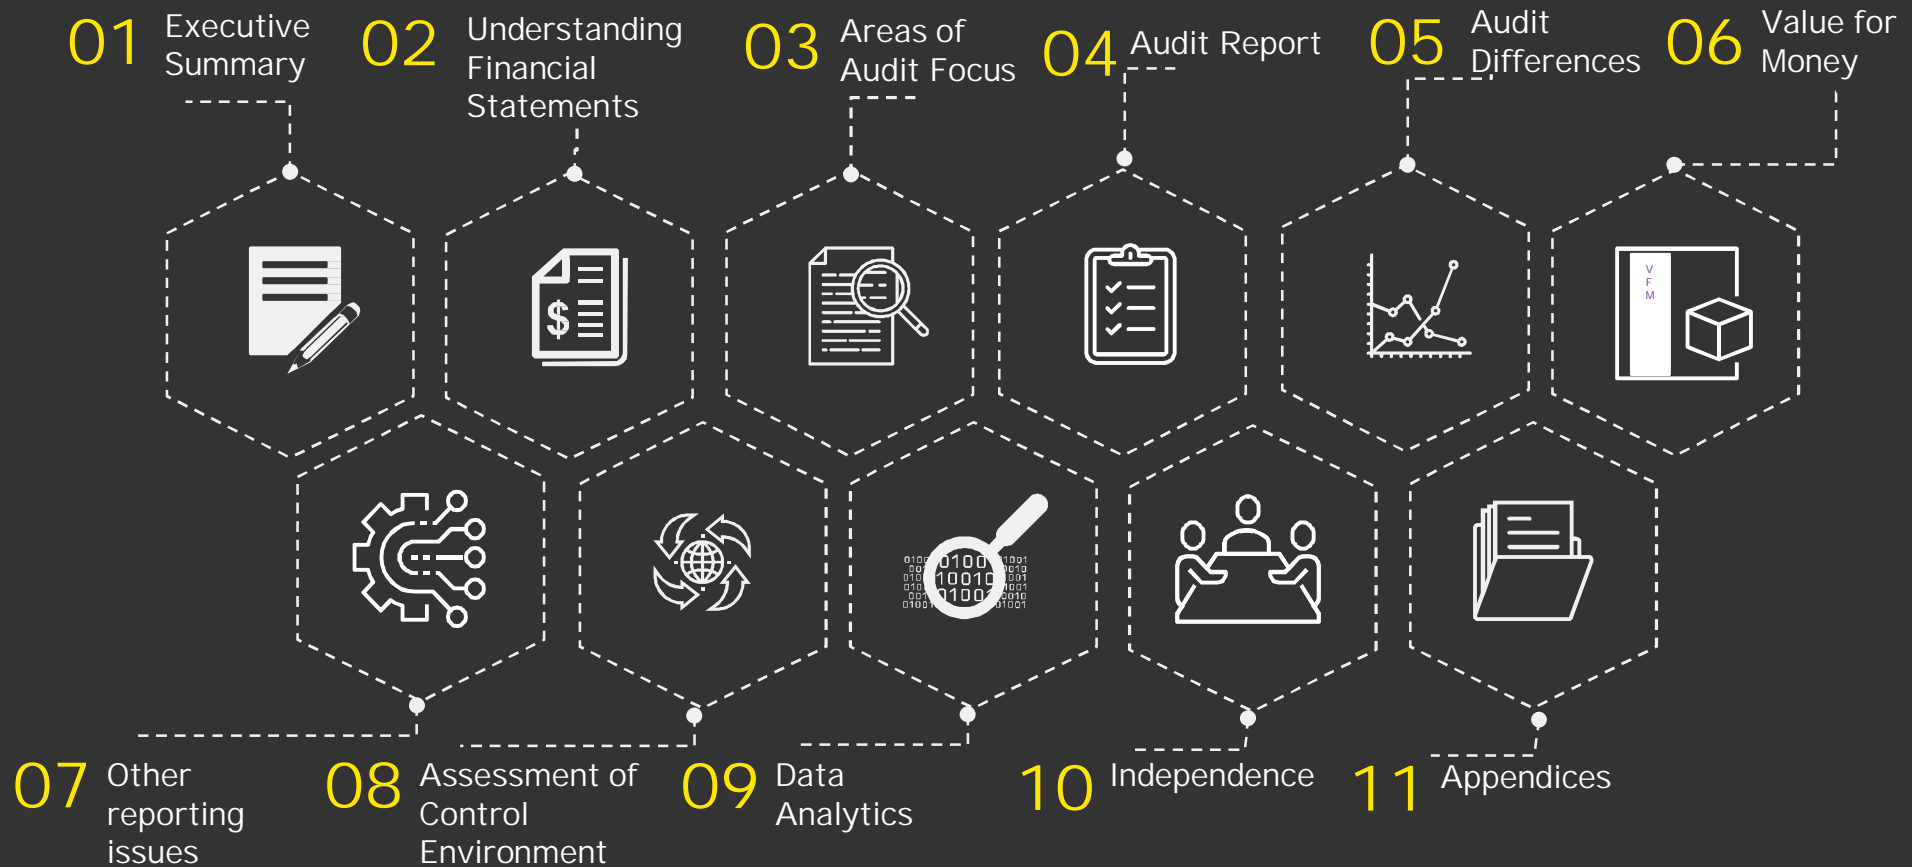 01 Executive
Summary
02 Understanding
Financial
Statements
03 Areas of
Audit Focus
04 Audit Report
05 Audit
Differences
06 Value for
Money
$
V
F
M
0100
10010
07 Other
reporting
issues
08 Assessment of
Control
Environment
09 Data
Analytics
10 Independence
11 Appendices